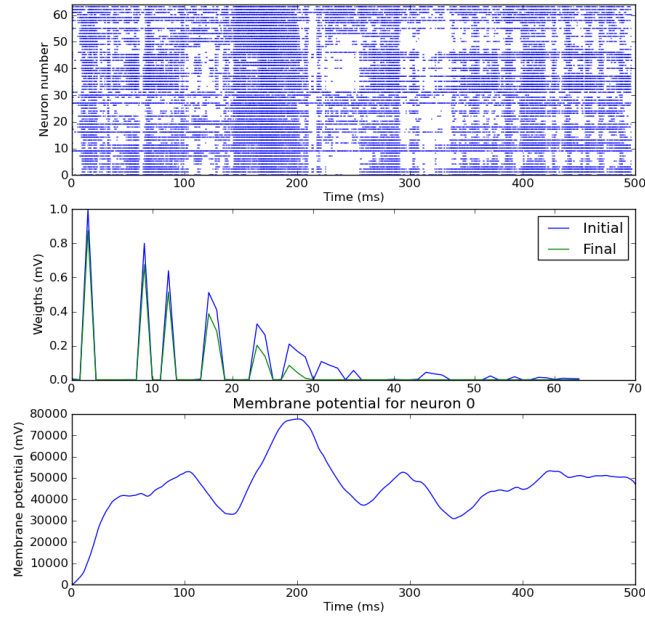 60
50
40
30
20
10
0
Neuron number
0 100 200 300 400 500
Time (ms)
1.0
0.8
0.6
0.4
0.2
0.0
Weigths (mV)
Initial
Final
0 10 20 30 40 50 60 70
Membrane potential for neuron 0
80000
70000
60000
50000
40000
30000
20000
10000
0
Membrane potential (mV)
0 100 200 300 400 500
Time (ms)